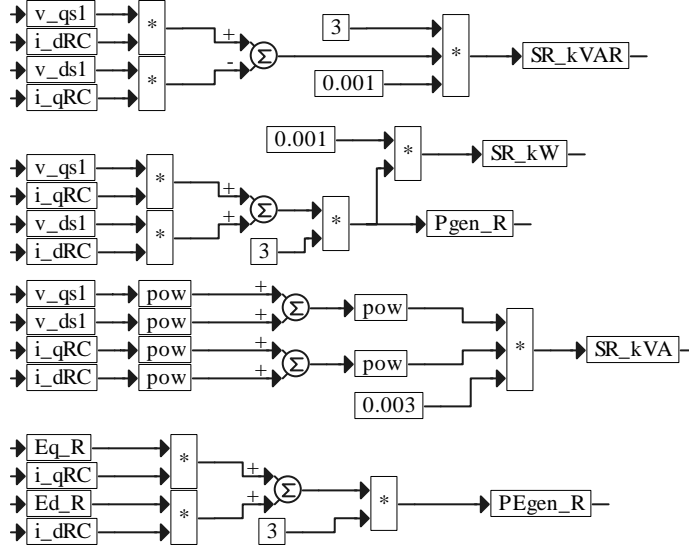 v_qs1
*
i_dRC
+
3
v_ds1
-
Σ
*
SR_kVAR
*
i_qRC
0.001
0.001
*
SR_kW
v_qs1
*
i_qRC
+
v_ds1
+
Σ
*
Pgen_R
*
i_dRC
3
v_qs1 pow +
Σ
v_ds1 pow + pow
i_qRC pow +
Σ
*
SR_kVA
i_dRC pow + pow
0.003
Eq_R
*
i_qRC
+
Σ
Ed_R
+
*
PEgen_R
*
i_dRC
3